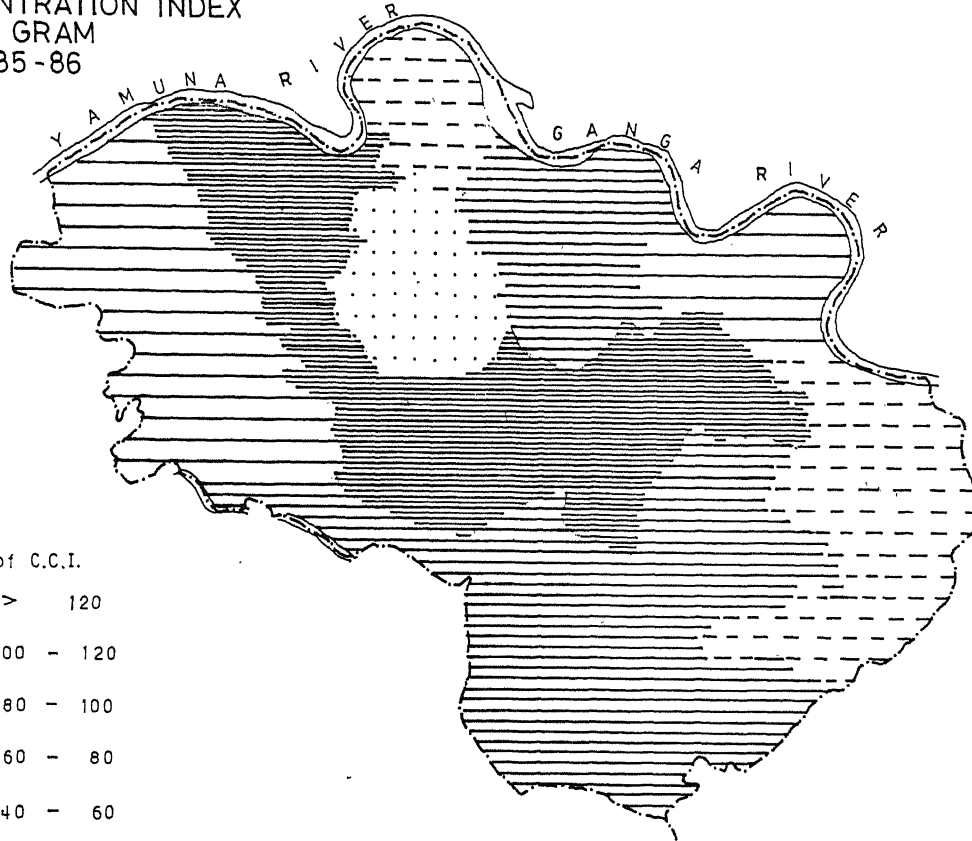 NTRATION INDEX
GRAM
85-86
YAMUNA RIVER
GANGA RIVER
of C.C.I.
> 120
00 - 120
80 - 100
60 - 80
40 - 60